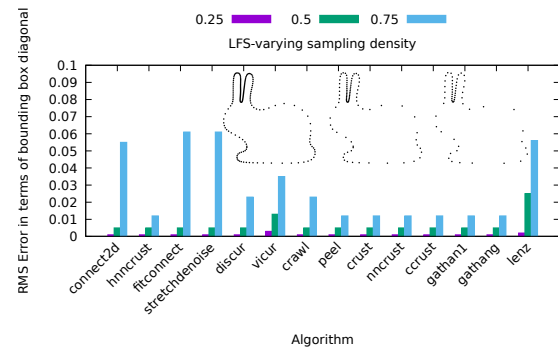 0.25 0.5 0.75
LFS-varying sampling density
RMS Error in terms of bounding box diagonal
0.1
0.09
0.08
0.07
0.06
0.05
0.04
0.03
0.02
0.01
0
connect2d
hnncrust
fitconnect
stretchdenoise
discur
vicur
crawl
peel
crust
nncrust
ccrust
gathan1
gathang
lenz
Algorithm